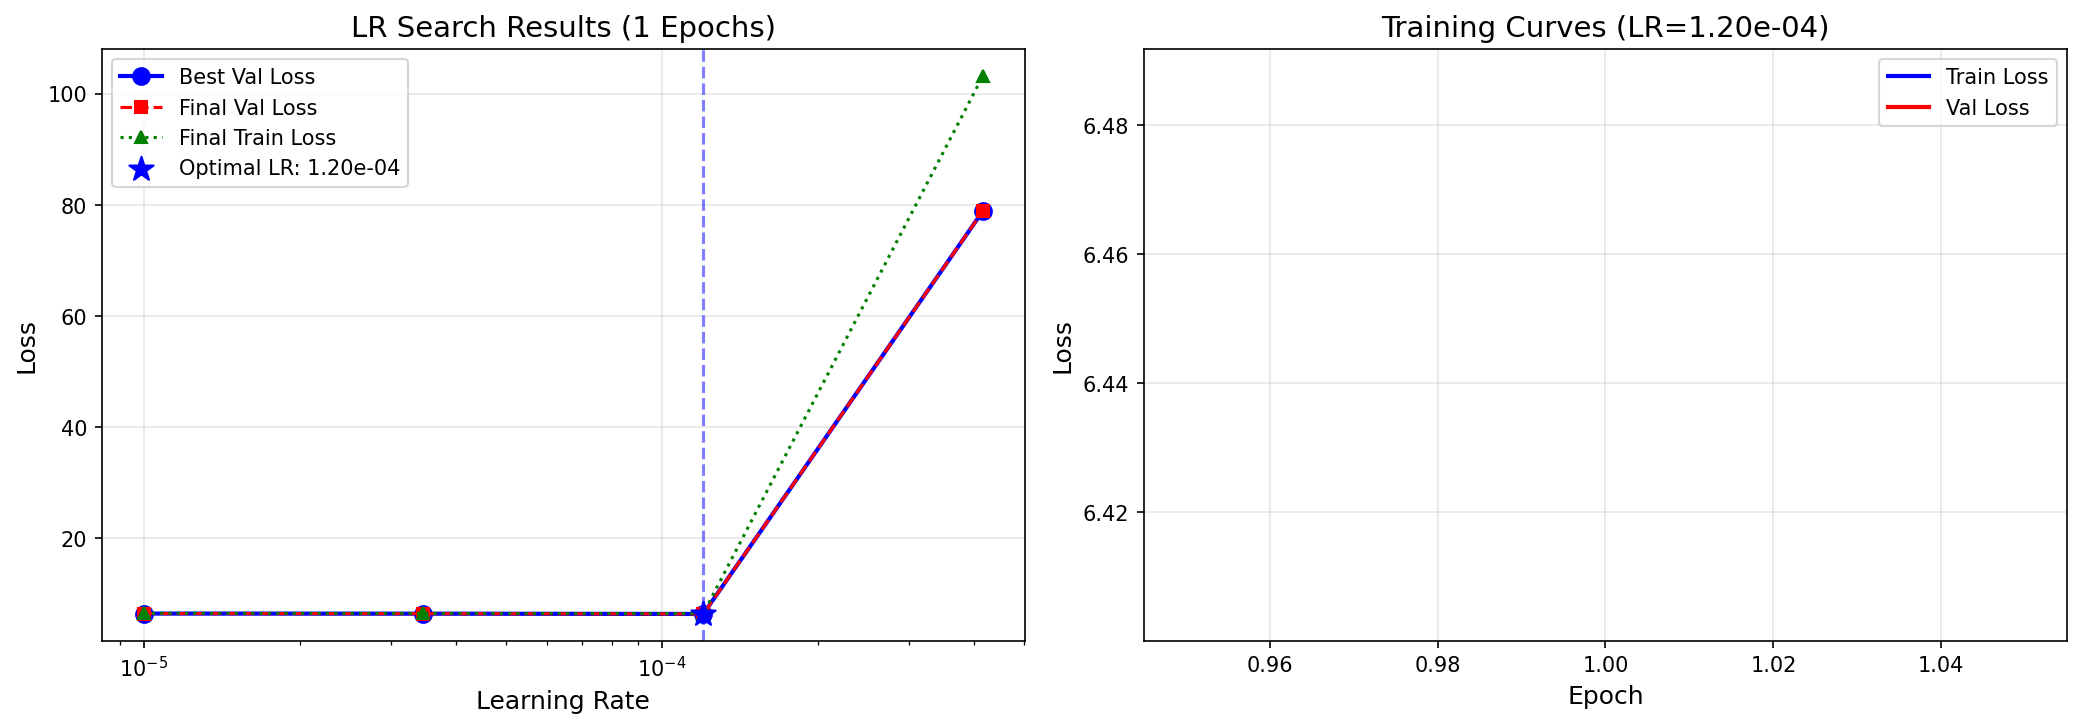 LR Search Results (1 Epochs)
Best Val Loss
Final Val Loss
Final Train Loss
Optimal LR: 1.20e-04
100
80
60
40
20
Loss
10⁻⁵
10⁻⁴
Learning Rate
Training Curves (LR=1.20e-04)
Train Loss
Val Loss
6.48
6.46
6.44
6.42
Loss
0.96
0.98
1.00
1.02
1.04
Epoch